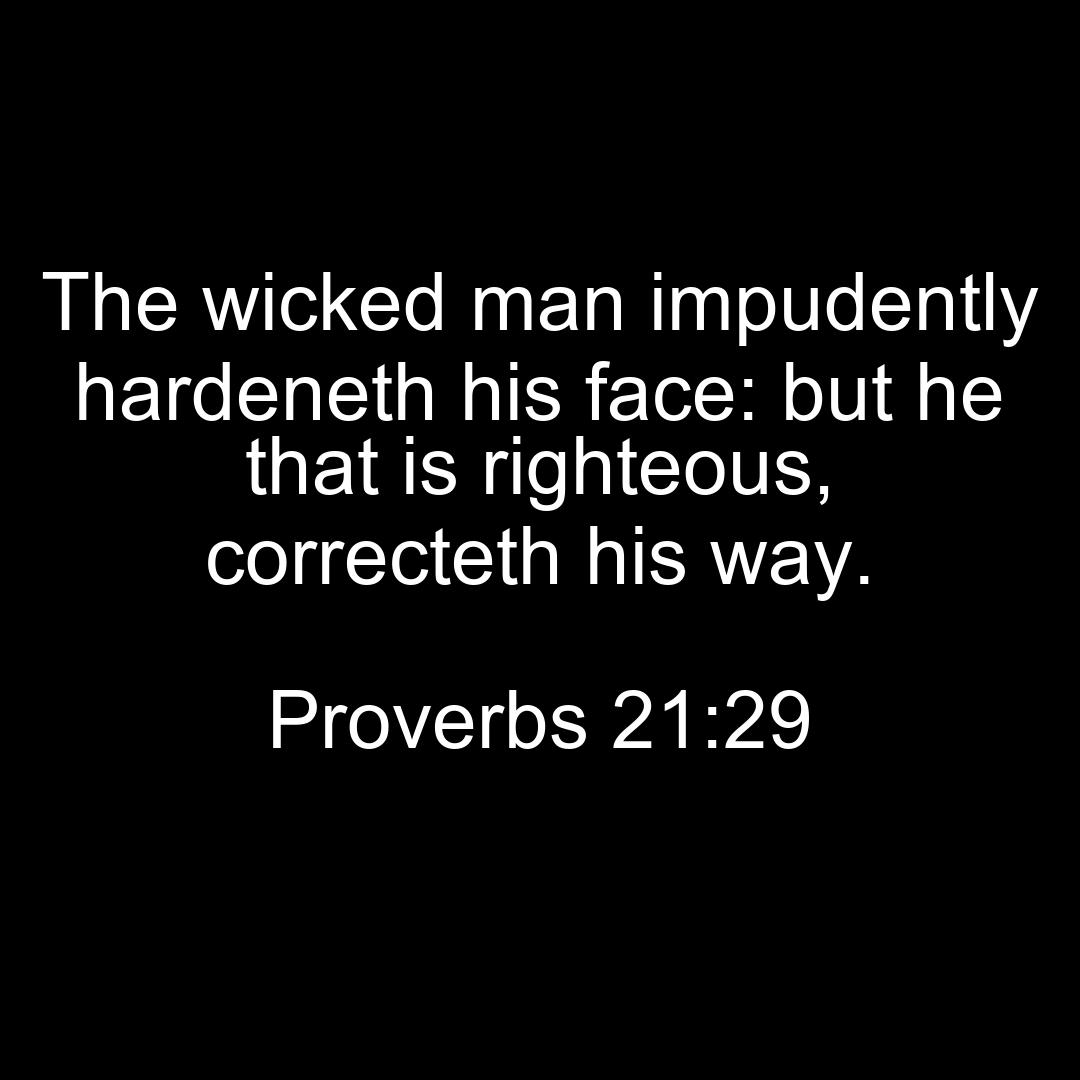 The wicked man impudently
hardeneth his face: but he
that is righteous,
correcteth his way.
Proverbs 21:29